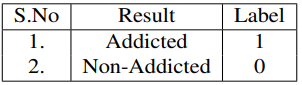 S.No Result Label
1. Addicted 1
2. Non-Addicted 0